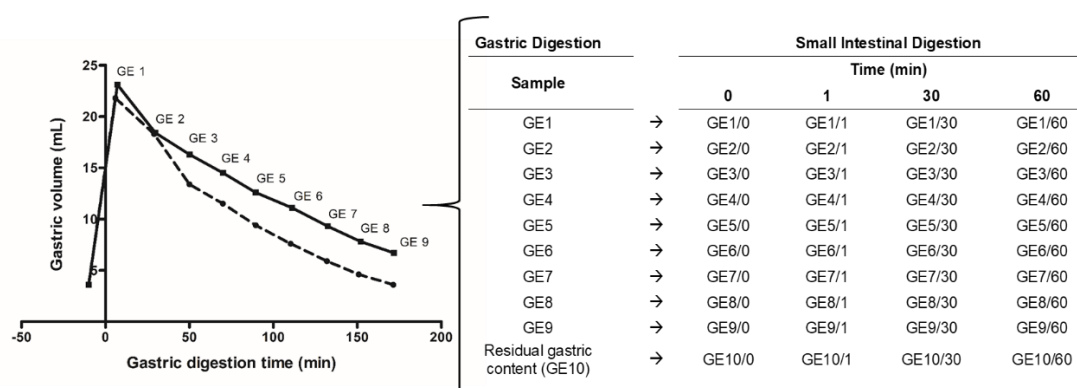 Gastric volume (mL)
25
20
15
10
5
-50
0
50
100
150
200
Gastric digestion time (min)
GE 1
GE 2
GE 3
GE 4
GE 5
GE 6
GE 7
GE 8
GE 9
Gastric Digestion Small Intestinal Digestion
Sample Time (min)
0 1 30 60
GE1 → GE1/0 GE1/1 GE1/30 GE1/60
GE2 → GE2/0 GE2/1 GE2/30 GE2/60
GE3 → GE3/0 GE3/1 GE3/30 GE3/60
GE4 → GE4/0 GE4/1 GE4/30 GE4/60
GE5 → GE5/0 GE5/1 GE5/30 GE5/60
GE6 → GE6/0 GE6/1 GE6/30 GE6/60
GE7 → GE7/0 GE7/1 GE7/30 GE7/60
GE8 → GE8/0 GE8/1 GE8/30 GE8/60
GE9 → GE9/0 GE9/1 GE9/30 GE9/60
Residual gastric
content (GE10) → GE10/0 GE10/1 GE10/30 GE10/60